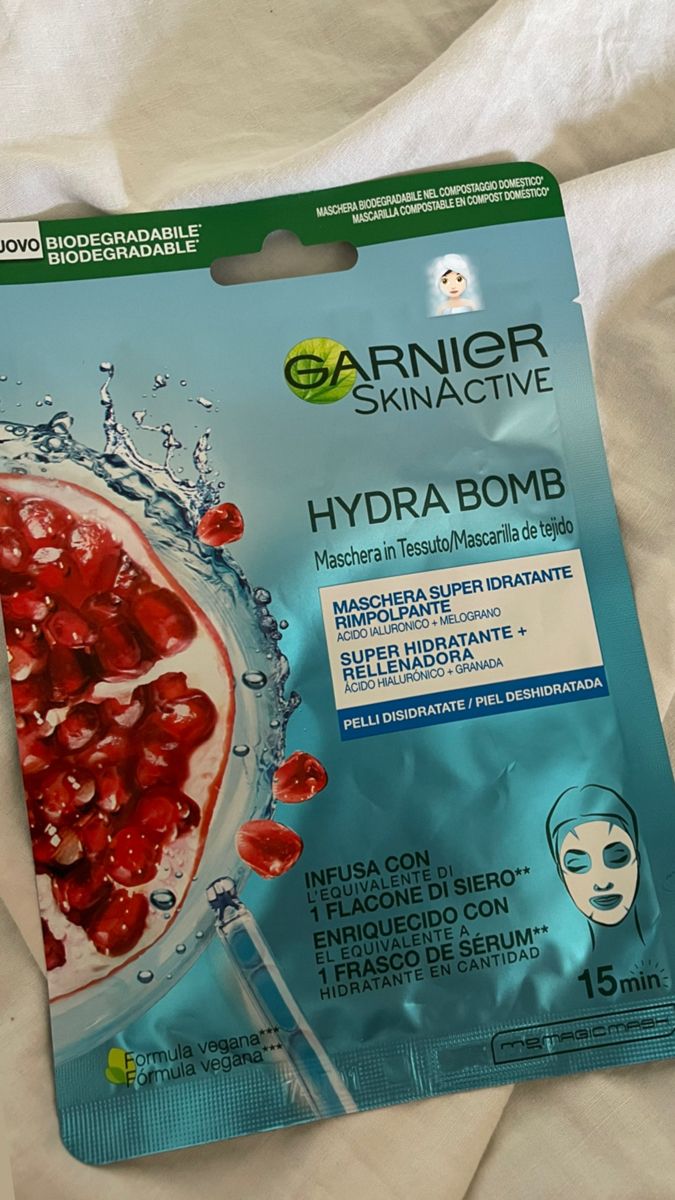 BIODEGRADABILE*
BIODEGRADABLE*
MASCHERA BIODEGRADABILE NEL COMPOSTAGGIO DOMESTICO*
MASCARILLA COMPOSTABLE EN COMPOST DOMÉSTICO*
GARNIER
SKINACTIVE
HYDRA BOMB
Maschera in Tessuto/Mascarilla de tejido
MASCHERA SUPER IDRATANTE
RIMPOLPANTE
ACIDO IALURONICO + MELOGRANO
SUPER HIDRATANTE +
RELLENADORA
ÁCIDO HIALURÓNICO + GRANADA
PELLI DISIDRATATE / PIEL DESHIDRATADA
INFUSA CON
L'EQUIVALENTE DI
1 FLACONE DI SIERO**
ENRIQUECIDO CON
EL EQUIVALENTE A
1 FRASCO DE SÉRUM**
HIDRATANTE EN CANTIDAD
15min
Formula vegana***
Fórmula vegana***